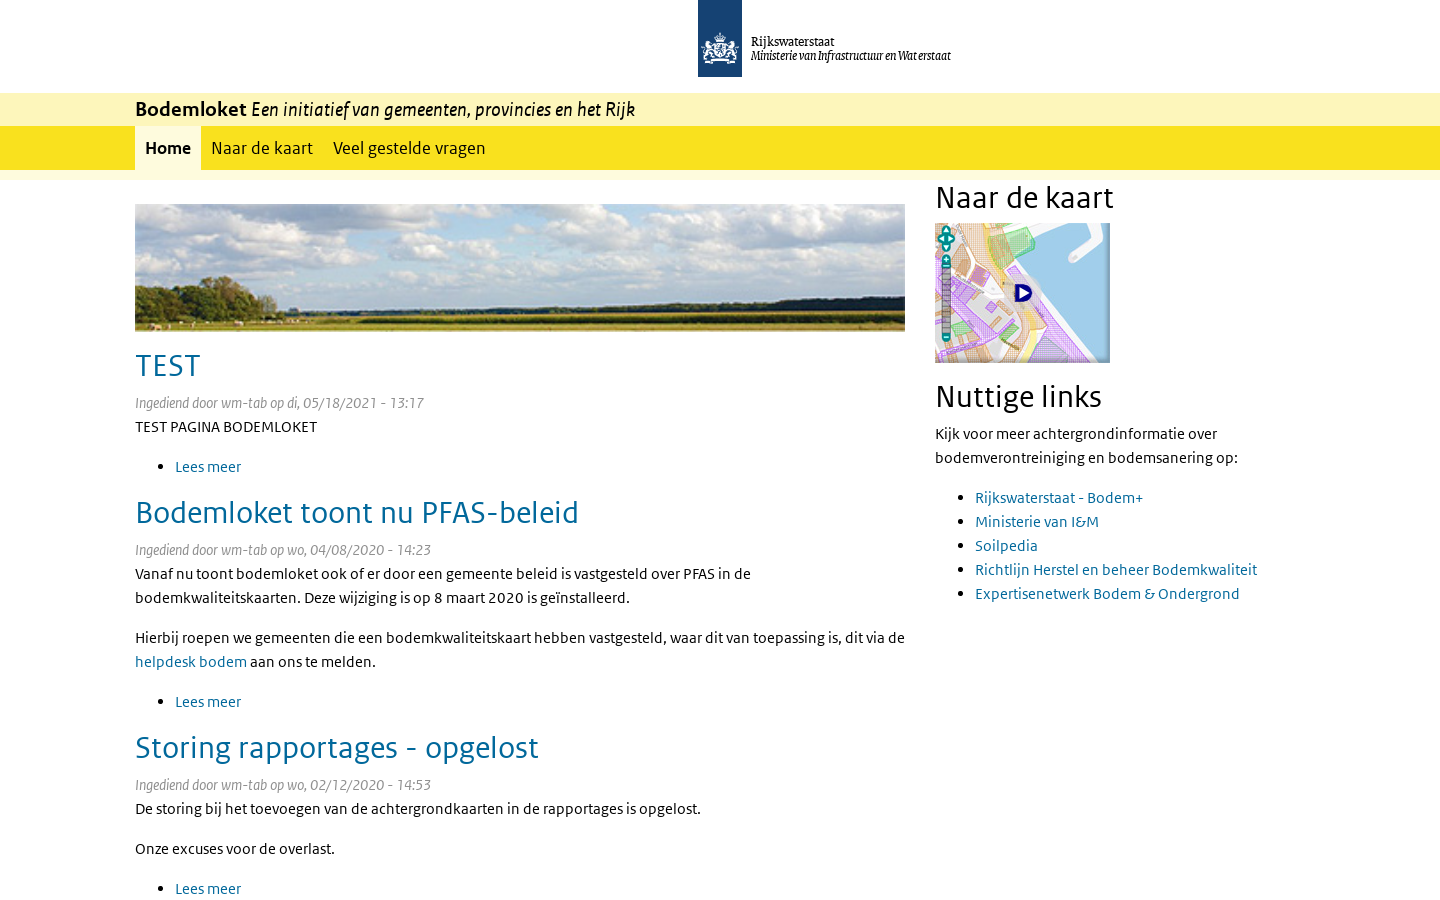 Rijkswaterstaat
Ministerie van Infrastructuur en Waterstaat
Bodemloket Een initiatief van gemeenten, provincies en het Rijk
Home Naar de kaart Veel gestelde vragen
TEST
Ingediend door wm-tab op di, 05/18/2021 - 13:17
TEST PAGINA BODEMLOKET
Lees meer
Bodemloket toont nu PFAS-beleid
Ingediend door wm-tab op wo, 04/08/2020 - 14:23
Vanaf nu toont bodemloket ook of er door een gemeente beleid is vastgesteld over PFAS in de
bodemkwaliteitskaarten. Deze wijziging is op 8 maart 2020 is geïnstalleerd.
Hierbij roepen we gemeenten die een bodemkwaliteitskaart hebben vastgesteld, waar dit van toepassing is, dit via de
helpdesk bodem aan ons te melden.
Lees meer
Storing rapportages - opgelost
Ingediend door wm-tab op wo, 02/12/2020 - 14:53
De storing bij het toevoegen van de achtergrondkaarten in de rapportages is opgelost.
Onze excuses voor de overlast.
Lees meer
Naar de kaart
Nuttige links
Kijk voor meer achtergrondinformatie over
bodemverontreiniging en bodemsanering op:
Rijkswaterstaat - Bodem+
Ministerie van I&M
Soilpedia
Richtlijn Herstel en beheer Bodemkwaliteit
Expertisenetwerk Bodem & Ondergrond